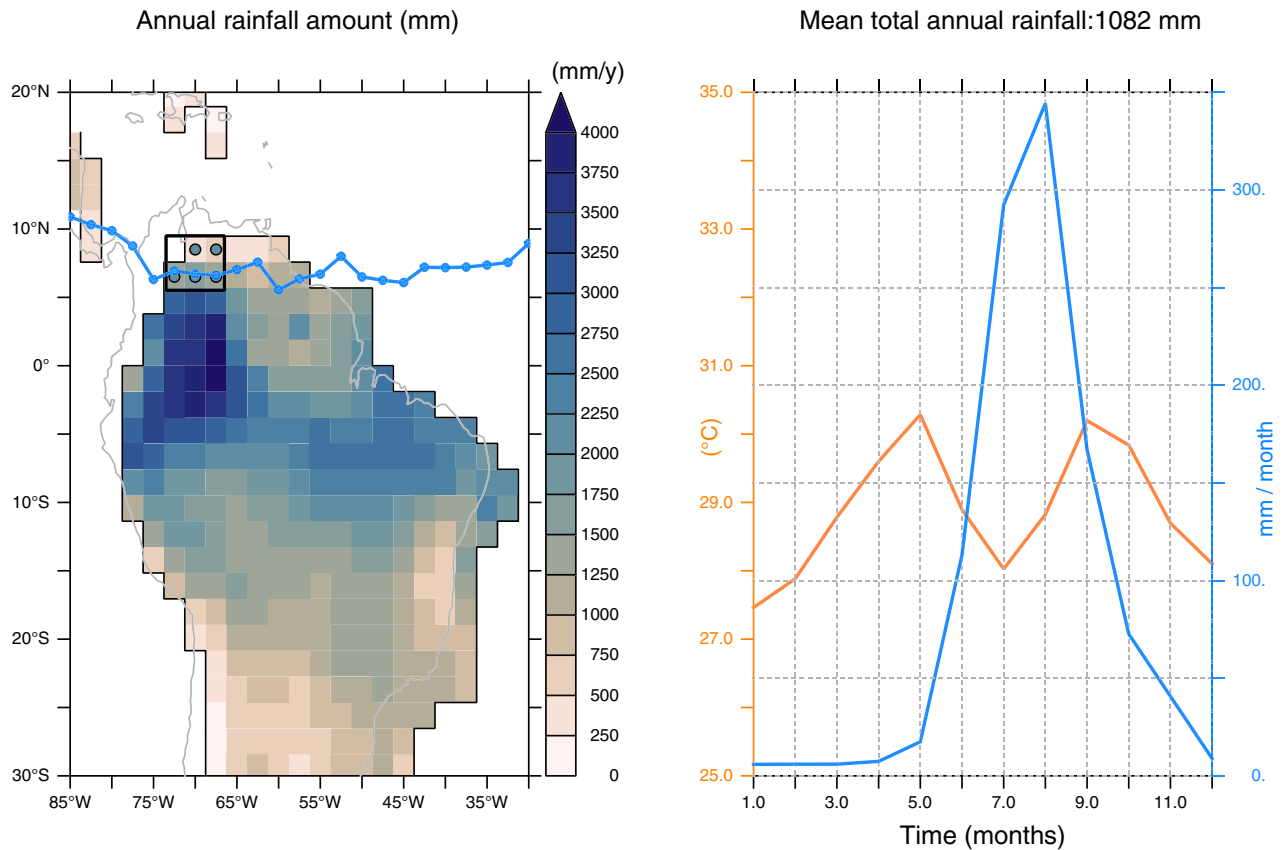 Annual rainfall amount (mm)
(mm/y)
20°N
10°N
0°
10°S
20°S
30°S
85°W 75°W 65°W 55°W 45°W 35°W
4000
3750
3500
3250
3000
2750
2500
2250
2000
1750
1500
1250
1000
750
500
250
0
Mean total annual rainfall:1082 mm
35.0
33.0
31.0
29.0
27.0
25.0
(°C)
1.0 3.0 5.0 7.0 9.0 11.0
Time (months)
300.
200.
100.
0.
mm / month